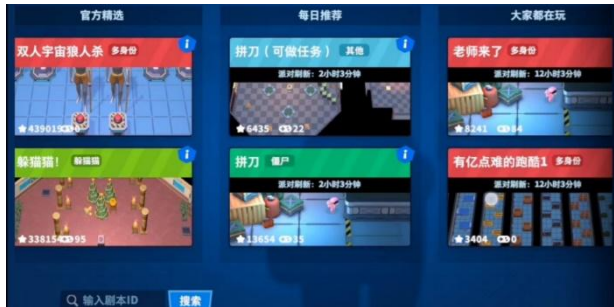 官方精选
每日推荐
大家都在玩
双人宇宙狼人杀 多身份
拼刀（可做任务） 其他
老师来了 多身份
派对刷新：2小时3分钟
派对刷新：12小时3分钟
6435 22
8241 84
躲猫猫！ 躲猫猫
拼刀 僵尸
有亿点难的跑酷1 多身份
派对刷新：2小时3分钟
派对刷新：12小时3分钟
338154 95
13654 35
3404 0
输入剧本ID 搜索